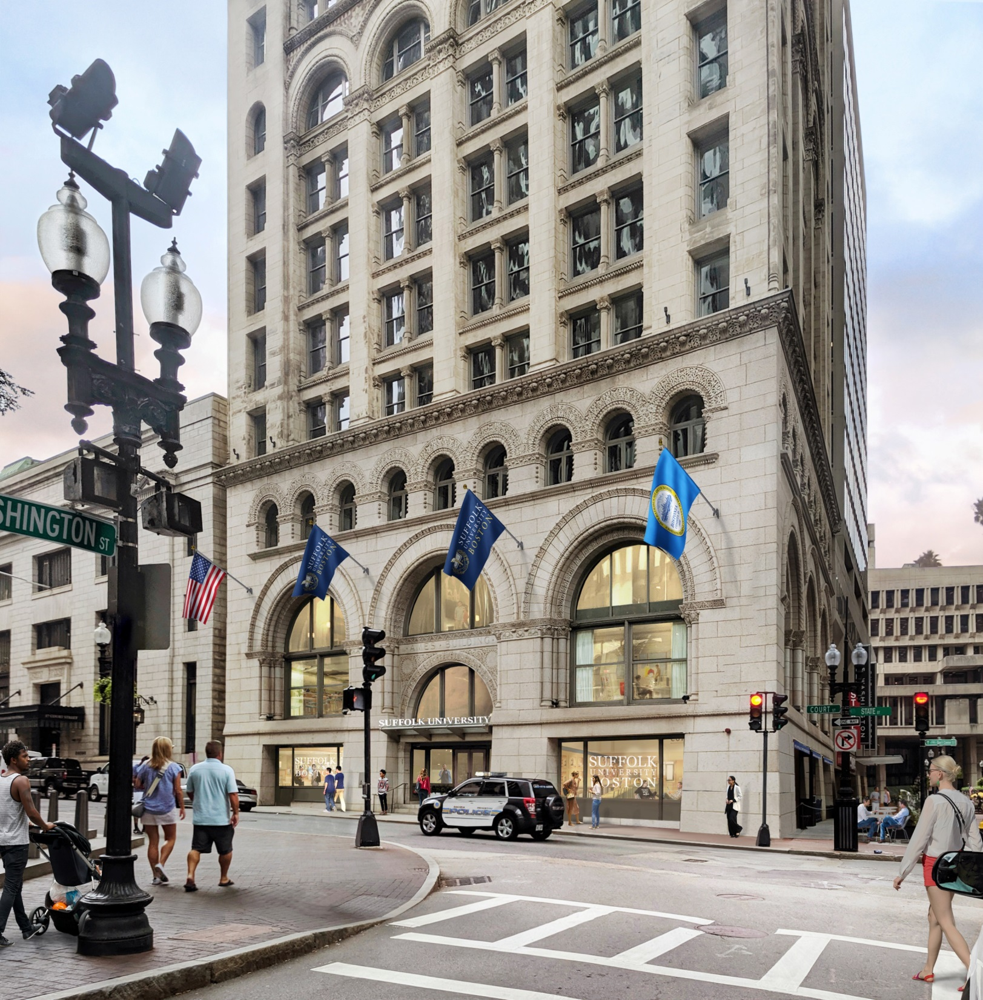 SHINGTON ST
SUFFOLK
UNIVERSITY
BOSTON
SUFFOLK
UNIVERSITY
BOSTON
BOSTONIA
AMES BUILDING
SUFFOLK UNIVERSITY
SUFFOLK
UNIVERSITY
BOSTON
SUFFOLK
UNIVERSITY
BOSTON
POLICE
COURT ST
STATE ST
ONE WAY